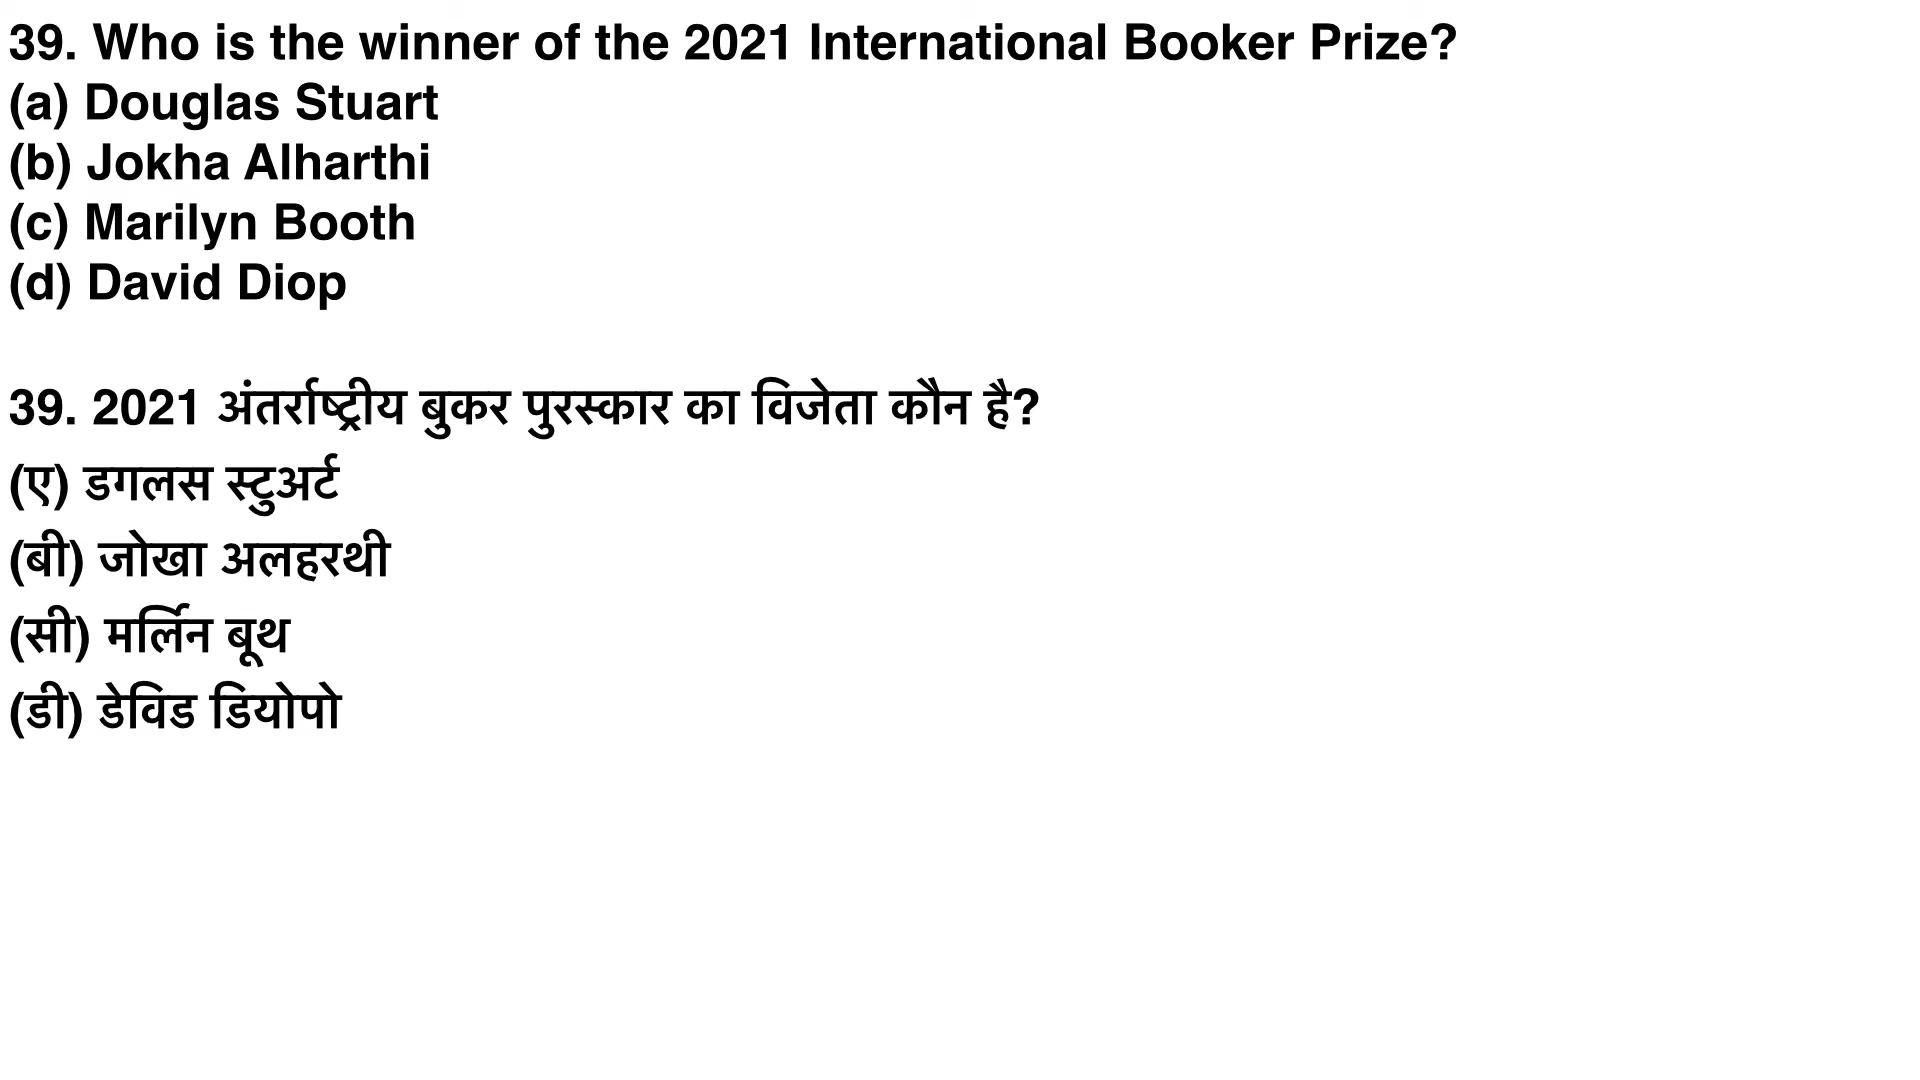 39. Who is the winner of the 2021 International Booker Prize?
(a) Douglas Stuart
(b) Jokha Alharthi
(c) Marilyn Booth
(d) David Diop
39. 2021 अंतर्राष्ट्रीय बुकर पुरस्कार का विजेता कौन है?
(ए) डगलस स्टुअर्ट
(बी) जोखा अलहरथी
(सी) मर्लिन बूथ
(डी) डेविड डियोपो